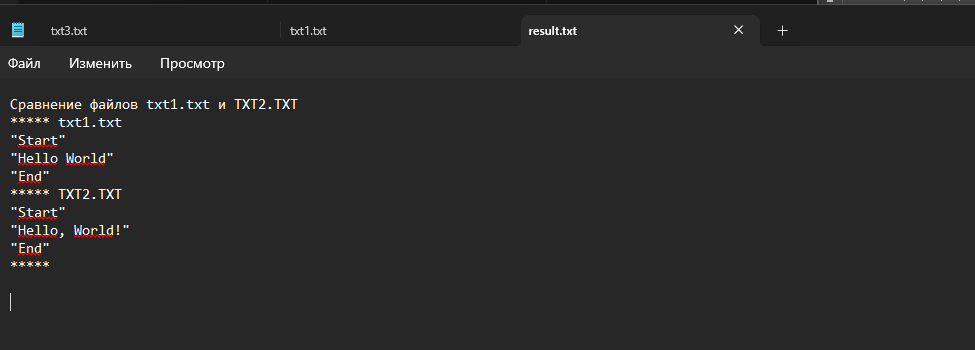 txt3.txt
txt1.txt
result.txt
Файл
Изменить
Просмотр
Сравнение файлов txt1.txt и TXT2.TXT
***** txt1.txt
"Start"
"Hello World"
"End"
***** TXT2.TXT
"Start"
"Hello, World!"
"End"
*****